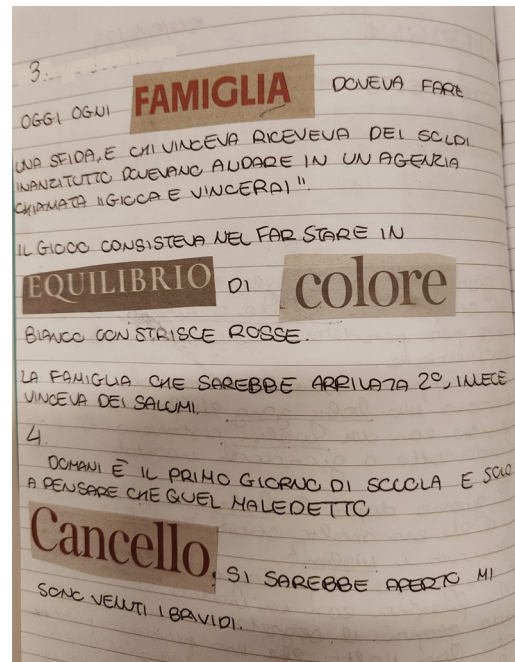 3.
OGGI OGNI FAMIGLIA DOVEVA FARE
UNA SFIDA, E CHI VINCEVA RICEVEVA DEI SOLDI
INANZITUTTO DOVEVANO ANDARE IN UN AGENZIA
CHIAMATA "GIOCA E VINCERAI".
IL GIOCO CONSISTEVA NEL FAR STARE IN
EQUILIBRIO DI colore
BIANCO CON STRISCE ROSSE.
LA FAMIGLIA CHE SAREBBE ARRIVATA 2°, INVECE
VINCEVA DEI SALUMI.
4.
DOMANI È IL PRIMO GIORNO DI SCUOLA E SOLO
A PENSARE CHE QUEL MALEDETTO
Cancello, SI SAREBBE APERTO MI
SONO VENUTI I BRIVIDI.